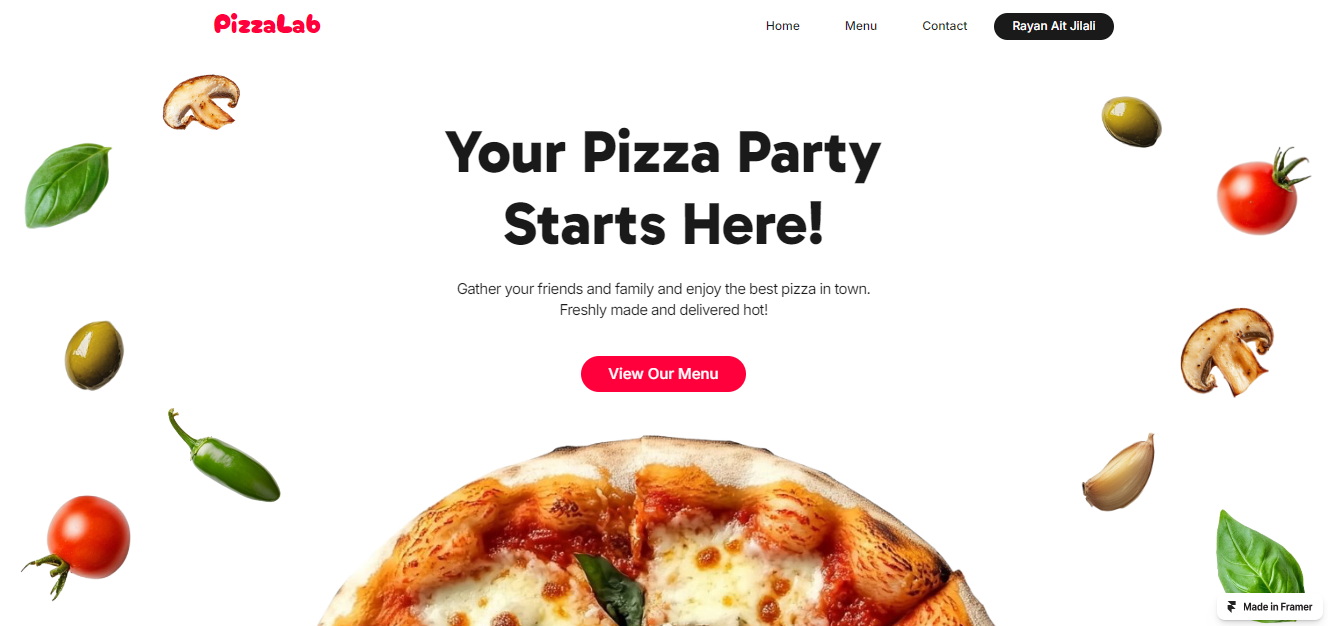 PizzaLab
Home
Menu
Contact
Rayan Ait Jilali
Your Pizza Party
Starts Here!
Gather your friends and family and enjoy the best pizza in town.
Freshly made and delivered hot!
View Our Menu
Made in Framer